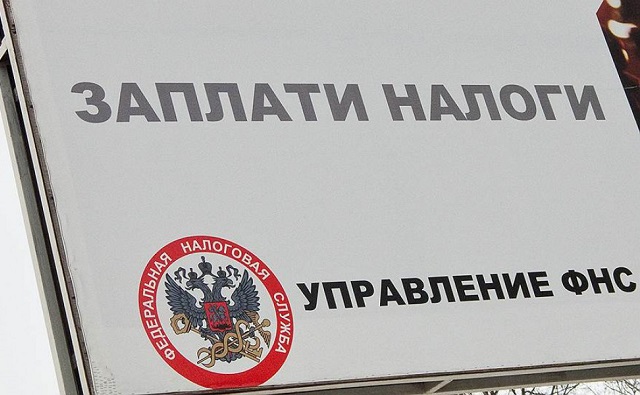 ЗАПЛАТИ НАЛОГИ
ФЕДЕРАЛЬНАЯ НАЛОГОВАЯ СЛУЖБА
УПРАВЛЕНИЕ ФНС